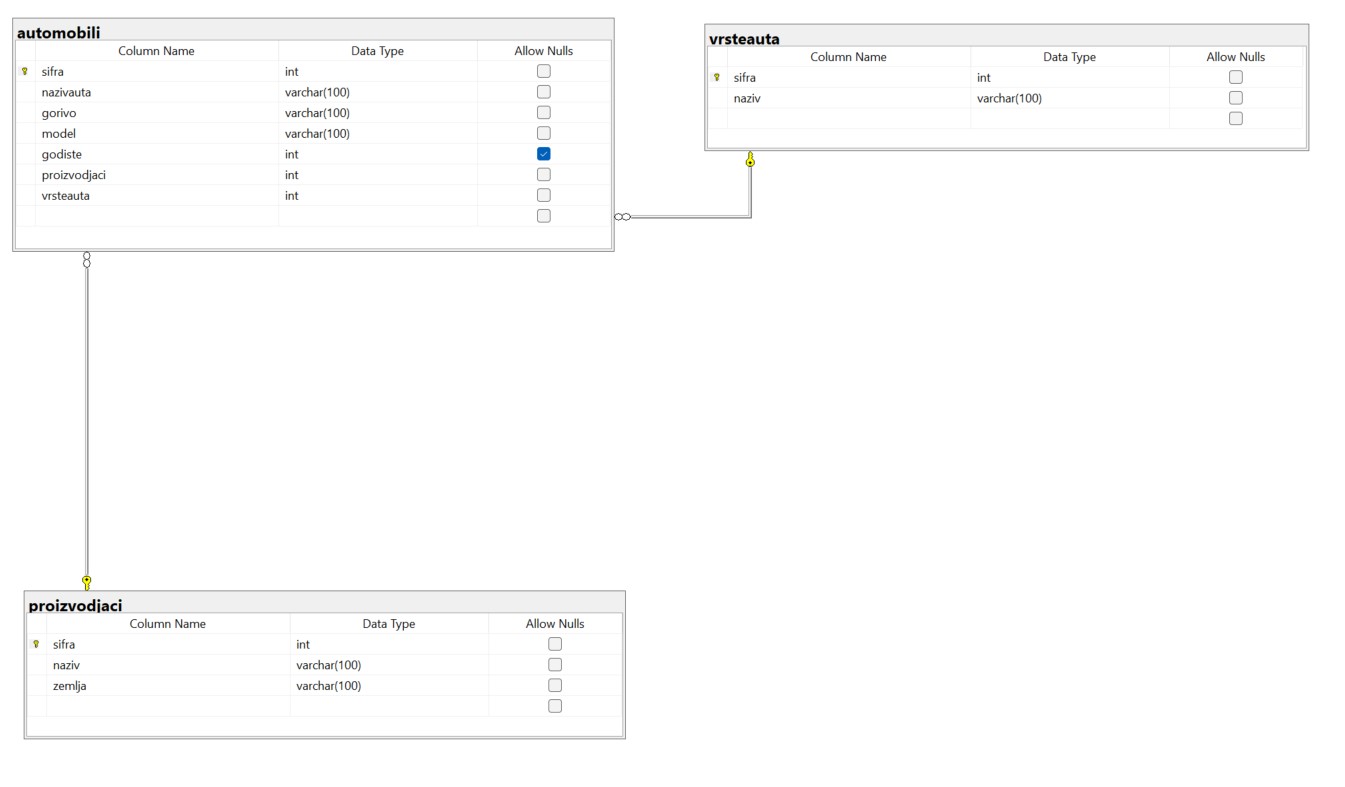 automobili
Column Name Data Type Allow Nulls
sifra int
nazivauta varchar(100)
gorivo varchar(100)
model varchar(100)
godiste int
proizvodjaci int
vrsteauta int
vrsteauta
Column Name Data Type Allow Nulls
sifra int
naziv varchar(100)
proizvodjaci
Column Name Data Type Allow Nulls
sifra int
naziv varchar(100)
zemlja varchar(100)